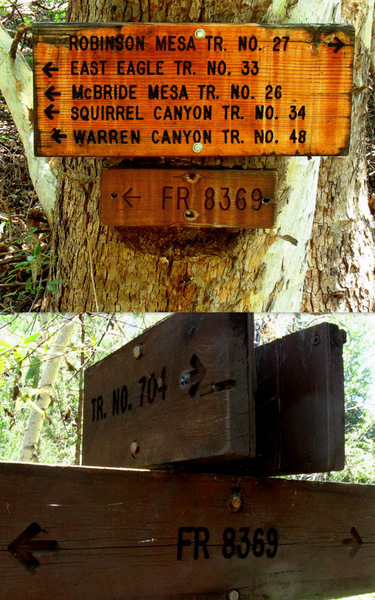 ROBINSON MESA TR. NO. 27 →
← EAST EAGLE TR. NO. 33
← McBRIDE MESA TR. NO. 26
← SQUIRREL CANYON TR. NO. 34
← WARREN CANYON TR. NO. 48
← FR 8369
TR. NO. 704 →
← FR 8369 →